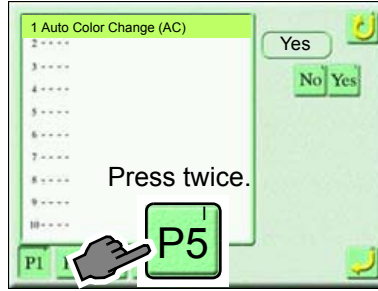 1 Auto Color Change (AC)
2 ----
3 ----
4 ----
5 ----
6 ----
7 ----
8 ----
9 ----
10 ----
Yes
No Yes
Press twice.
P5
P1